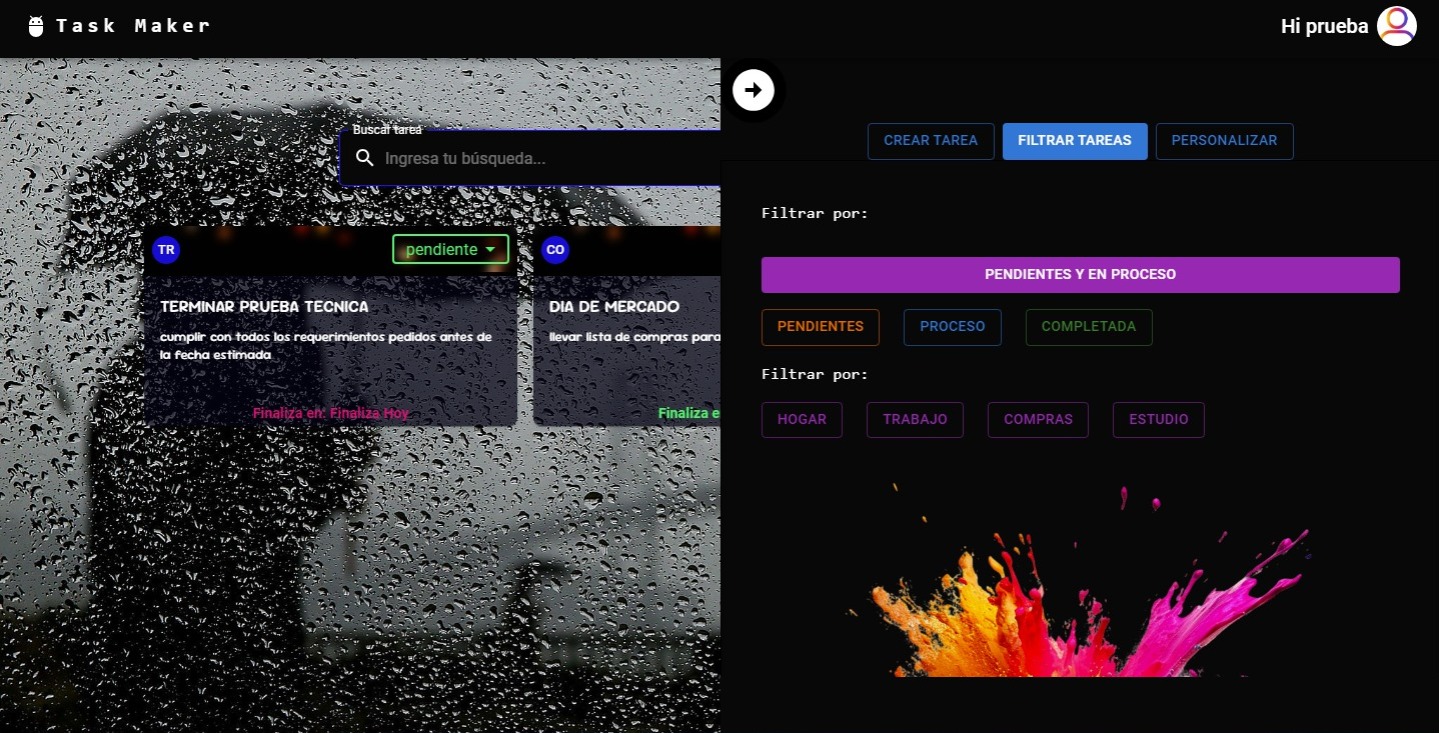 Task Maker
Hi prueba
Buscar tarea
Ingresa tu búsqueda...
TR
pendiente
TERMINAR PRUEBA TECNICA
cumplir con todos los requerimientos pedidos antes de
la fecha estimada
Finaliza en: Finaliza Hoy
CO
DIA DE MERCADO
llevar lista de compras para
Finaliza e
CREAR TAREA
FILTRAR TAREAS
PERSONALIZAR
Filtrar por:
PENDIENTES Y EN PROCESO
PENDIENTES
PROCESO
COMPLETADA
Filtrar por:
HOGAR
TRABAJO
COMPRAS
ESTUDIO